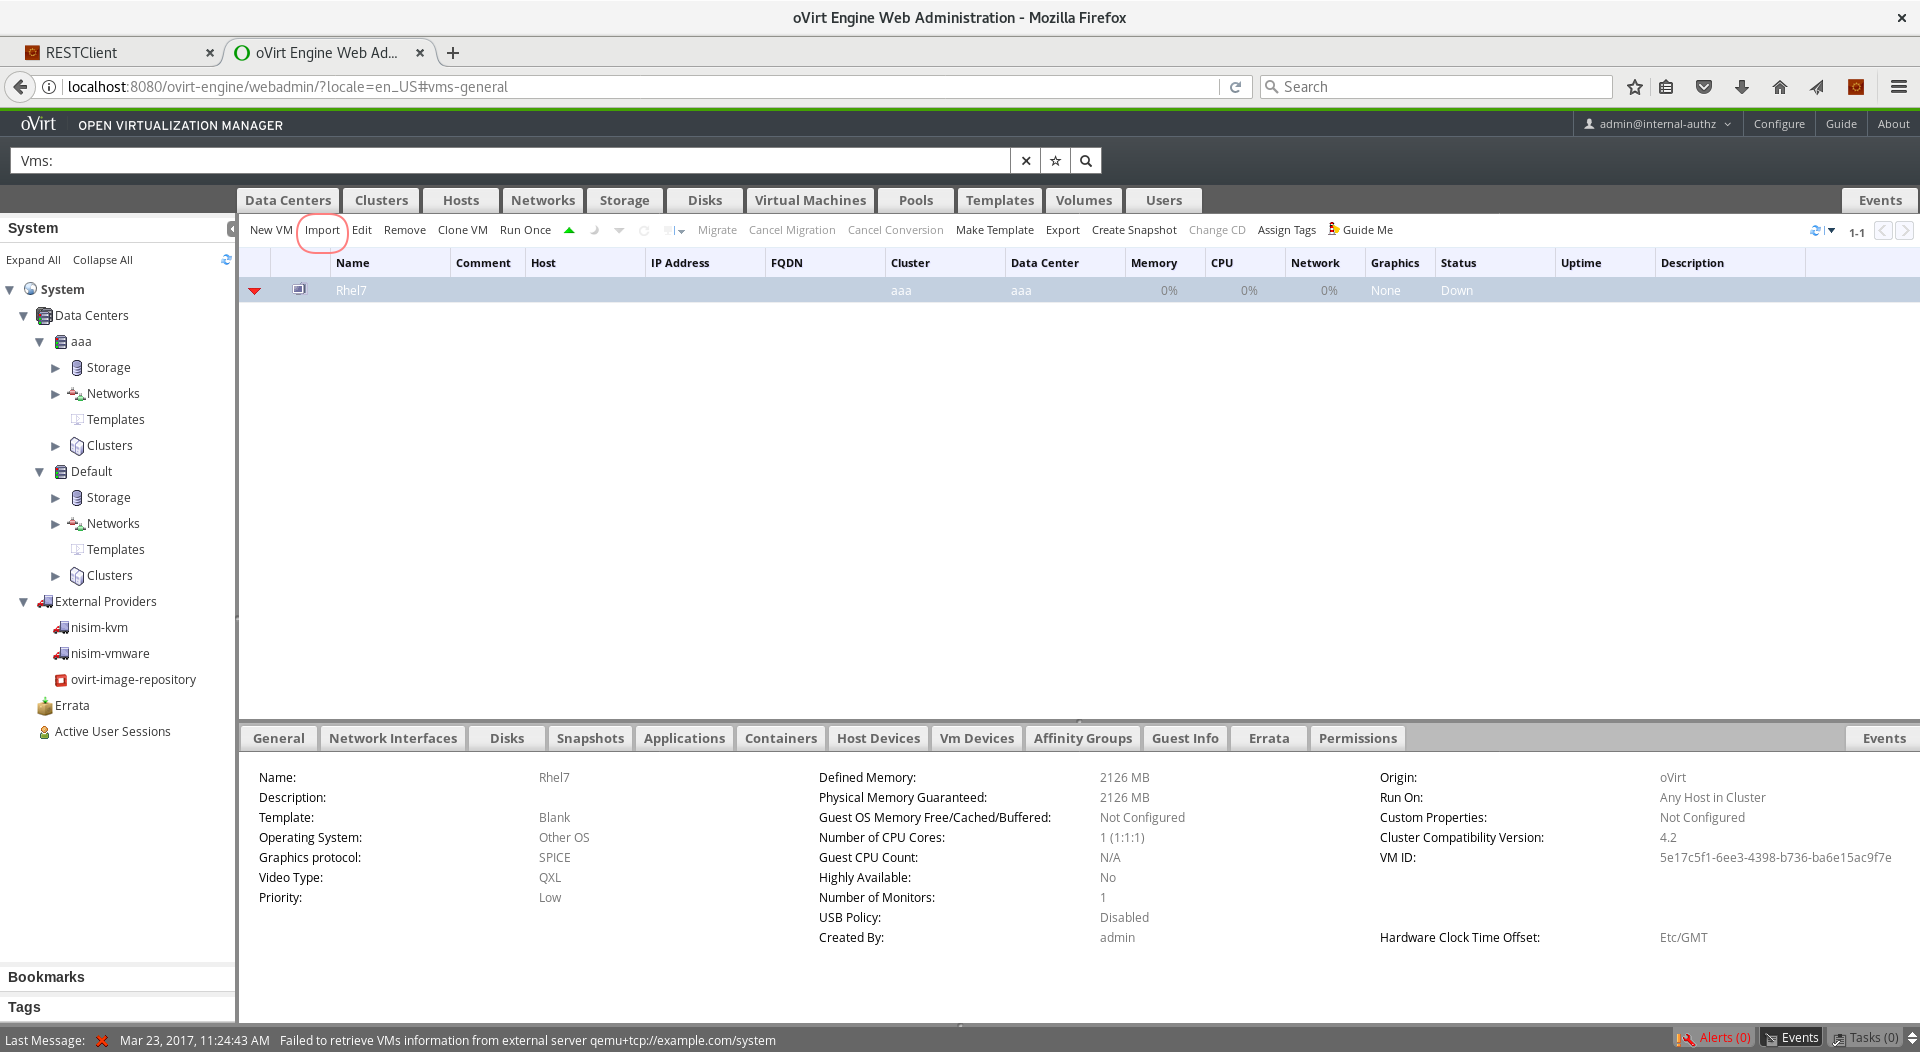 oVirt Engine Web Administration - Mozilla Firefox
RESTClient
oVirt Engine Web Ad...
localhost:8080/ovirt-engine/webadmin/?locale=en_US#vms-general
Search
oVirt OPEN VIRTUALIZATION MANAGER
admin@internal-authz Configure Guide About
Vms:
Data Centers Clusters Hosts Networks Storage Disks Virtual Machines Pools Templates Volumes Users Events
System
New VM Import Edit Remove Clone VM Run Once Migrate Cancel Migration Cancel Conversion Make Template Export Create Snapshot Change CD Assign Tags Guide Me 1-1
Expand All Collapse All
Name Comment Host IP Address FQDN Cluster Data Center Memory CPU Network Graphics Status Uptime Description
Rhel7 aaa aaa 0% 0% 0% None Down
System
Data Centers
aaa
Storage
Networks
Templates
Clusters
Default
Storage
Networks
Templates
Clusters
External Providers
nisim-kvm
nisim-vmware
ovirt-image-repository
Errata
Active User Sessions
Bookmarks
Tags
General Network Interfaces Disks Snapshots Applications Containers Host Devices Vm Devices Affinity Groups Guest Info Errata Permissions Events
Name: Rhel7
Description:
Template: Blank
Operating System: Other OS
Graphics protocol: SPICE
Video Type: QXL
Priority: Low
Defined Memory: 2126 MB
Physical Memory Guaranteed: 2126 MB
Guest OS Memory Free/Cached/Buffered: Not Configured
Number of CPU Cores: 1 (1:1:1)
Guest CPU Count: N/A
Highly Available: No
Number of Monitors: 1
USB Policy: Disabled
Created By: admin
Origin: oVirt
Run On: Any Host in Cluster
Custom Properties: Not Configured
Cluster Compatibility Version: 4.2
VM ID: 5e17c5f1-6ee3-4398-b736-ba6e15ac9f7e
Hardware Clock Time Offset: Etc/GMT
Last Message: Mar 23, 2017, 11:24:43 AM Failed to retrieve VMs information from external server qemu+tcp://example.com/system
Alerts (0) Events Tasks (0)